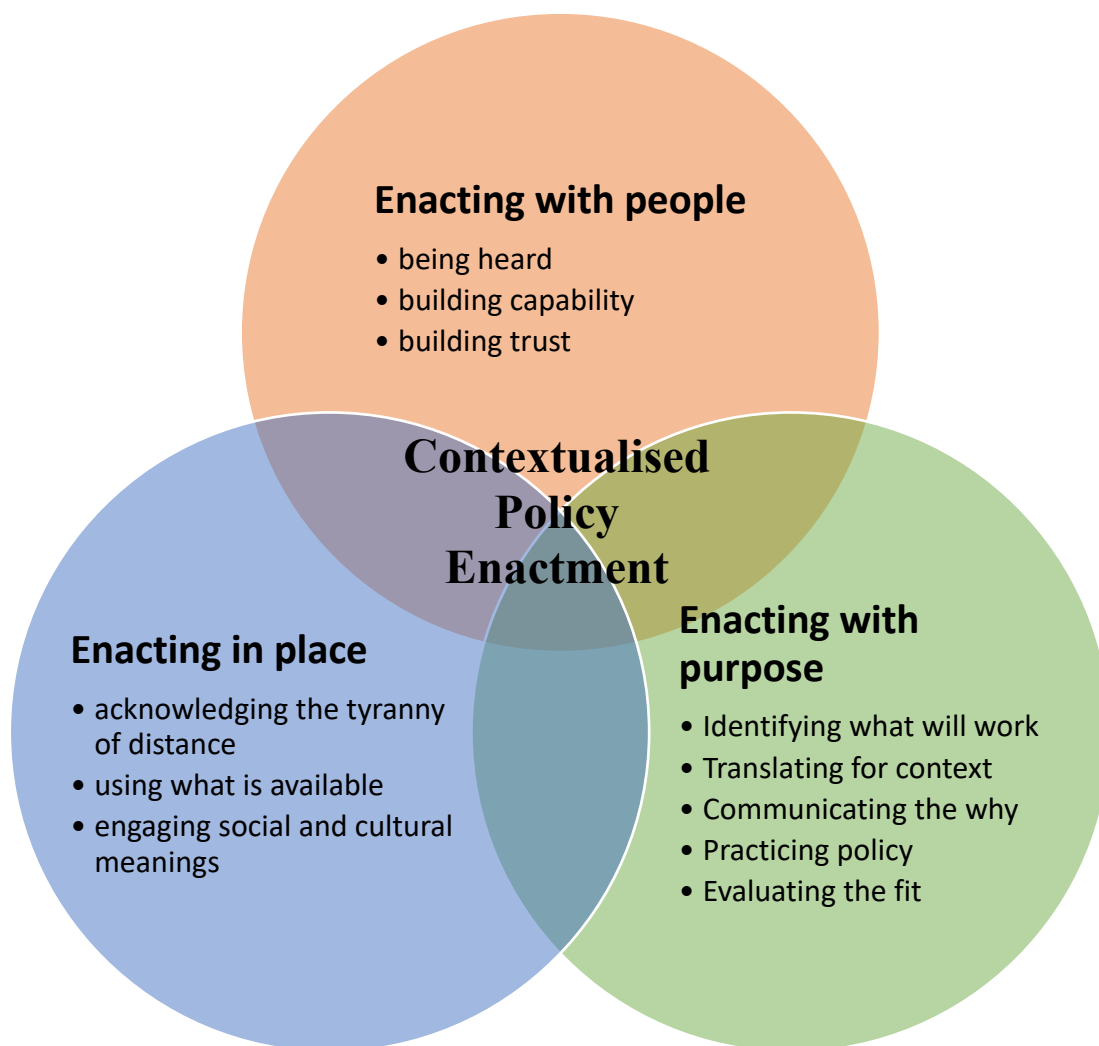 Enacting with people
• being heard
• building capability
• building trust
Contextualised
Policy
Enactment
Enacting in place
• acknowledging the tyranny
of distance
• using what is available
• engaging social and cultural
meanings
Enacting with
purpose
• Identifying what will work
• Translating for context
• Communicating the why
• Practicing policy
• Evaluating the fit